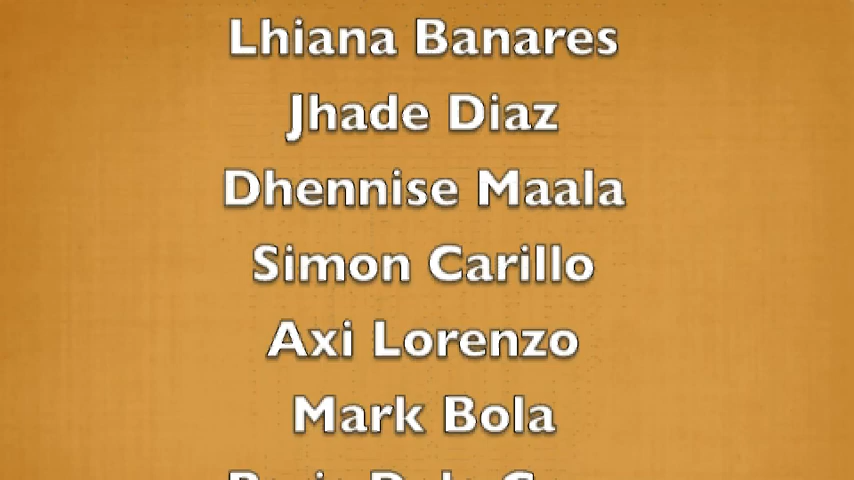 Lhiana Banares
Jhade Diaz
Dhennise Maala
Simon Carillo
Axi Lorenzo
Mark Bola